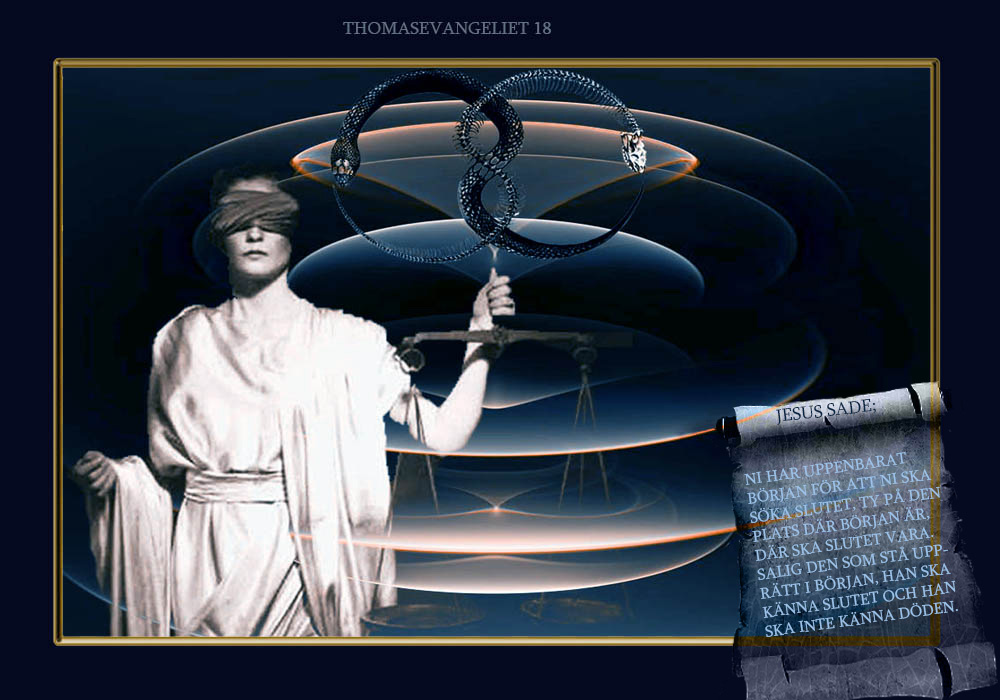 THOMASEVANGELIET 18
JESUS SADE;
NI HAR UPPENBARAT
BÖRJAN FÖR ATT NI SKA
SÖKA SLUTET, TY PÅ DEN
PLATS DÄR BÖRJAN ÄR,
DÄR SKA SLUTET VARA.
SALIG DEN SOM STÅ UPP-
RÄTT I BÖRJAN, HAN SKA
KÄNNA SLUTET OCH HAN
SKA INTE KÄNNA DÖDEN.